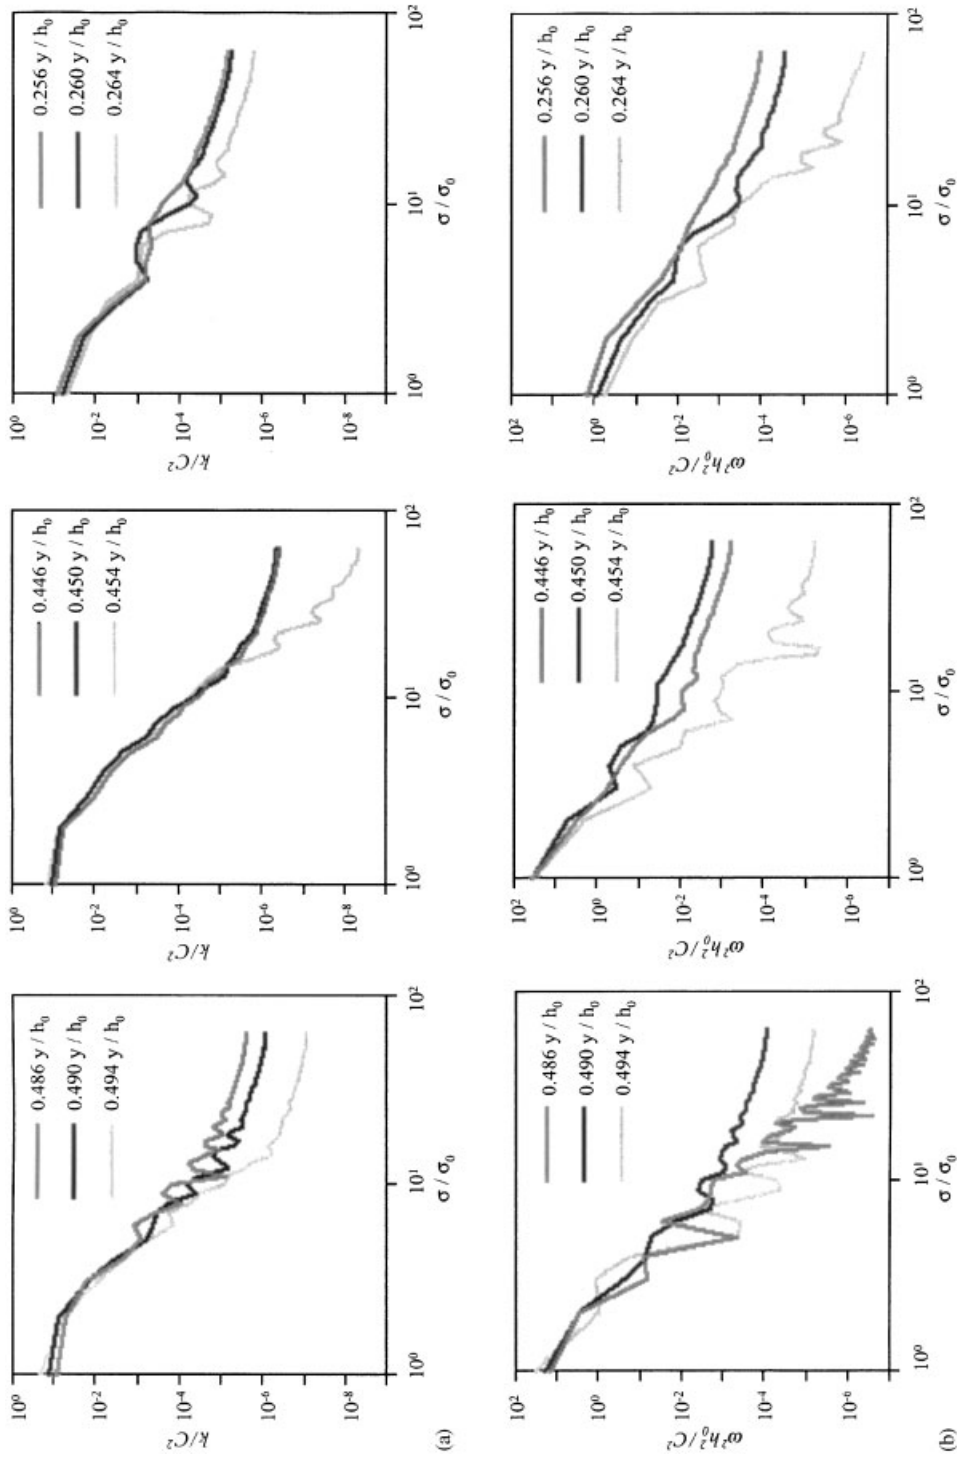 (a)
k/C²
10⁰
10⁻²
10⁻⁴
10⁻⁶
10⁻⁸
0.486 y / h₀
0.490 y / h₀
0.494 y / h₀
10⁰ 10¹ 10²
σ / σ₀
k/C²
10⁰
10⁻²
10⁻⁴
10⁻⁶
10⁻⁸
0.446 y / h₀
0.450 y / h₀
0.454 y / h₀
10⁰ 10¹ 10²
σ / σ₀
k/C²
10⁰
10⁻²
10⁻⁴
10⁻⁶
10⁻⁸
0.256 y / h₀
0.260 y / h₀
0.264 y / h₀
10⁰ 10¹ 10²
σ / σ₀
(b)
ω²h₀²/C²
10²
10⁰
10⁻²
10⁻⁴
10⁻⁶
0.486 y / h₀
0.490 y / h₀
0.494 y / h₀
10⁰ 10¹ 10²
σ / σ₀
ω²h₀²/C²
10²
10⁰
10⁻²
10⁻⁴
10⁻⁶
0.446 y / h₀
0.450 y / h₀
0.454 y / h₀
10⁰ 10¹ 10²
σ / σ₀
ω²h₀²/C²
10²
10⁰
10⁻²
10⁻⁴
10⁻⁶
0.256 y / h₀
0.260 y / h₀
0.264 y / h₀
10⁰ 10¹ 10²
σ / σ₀